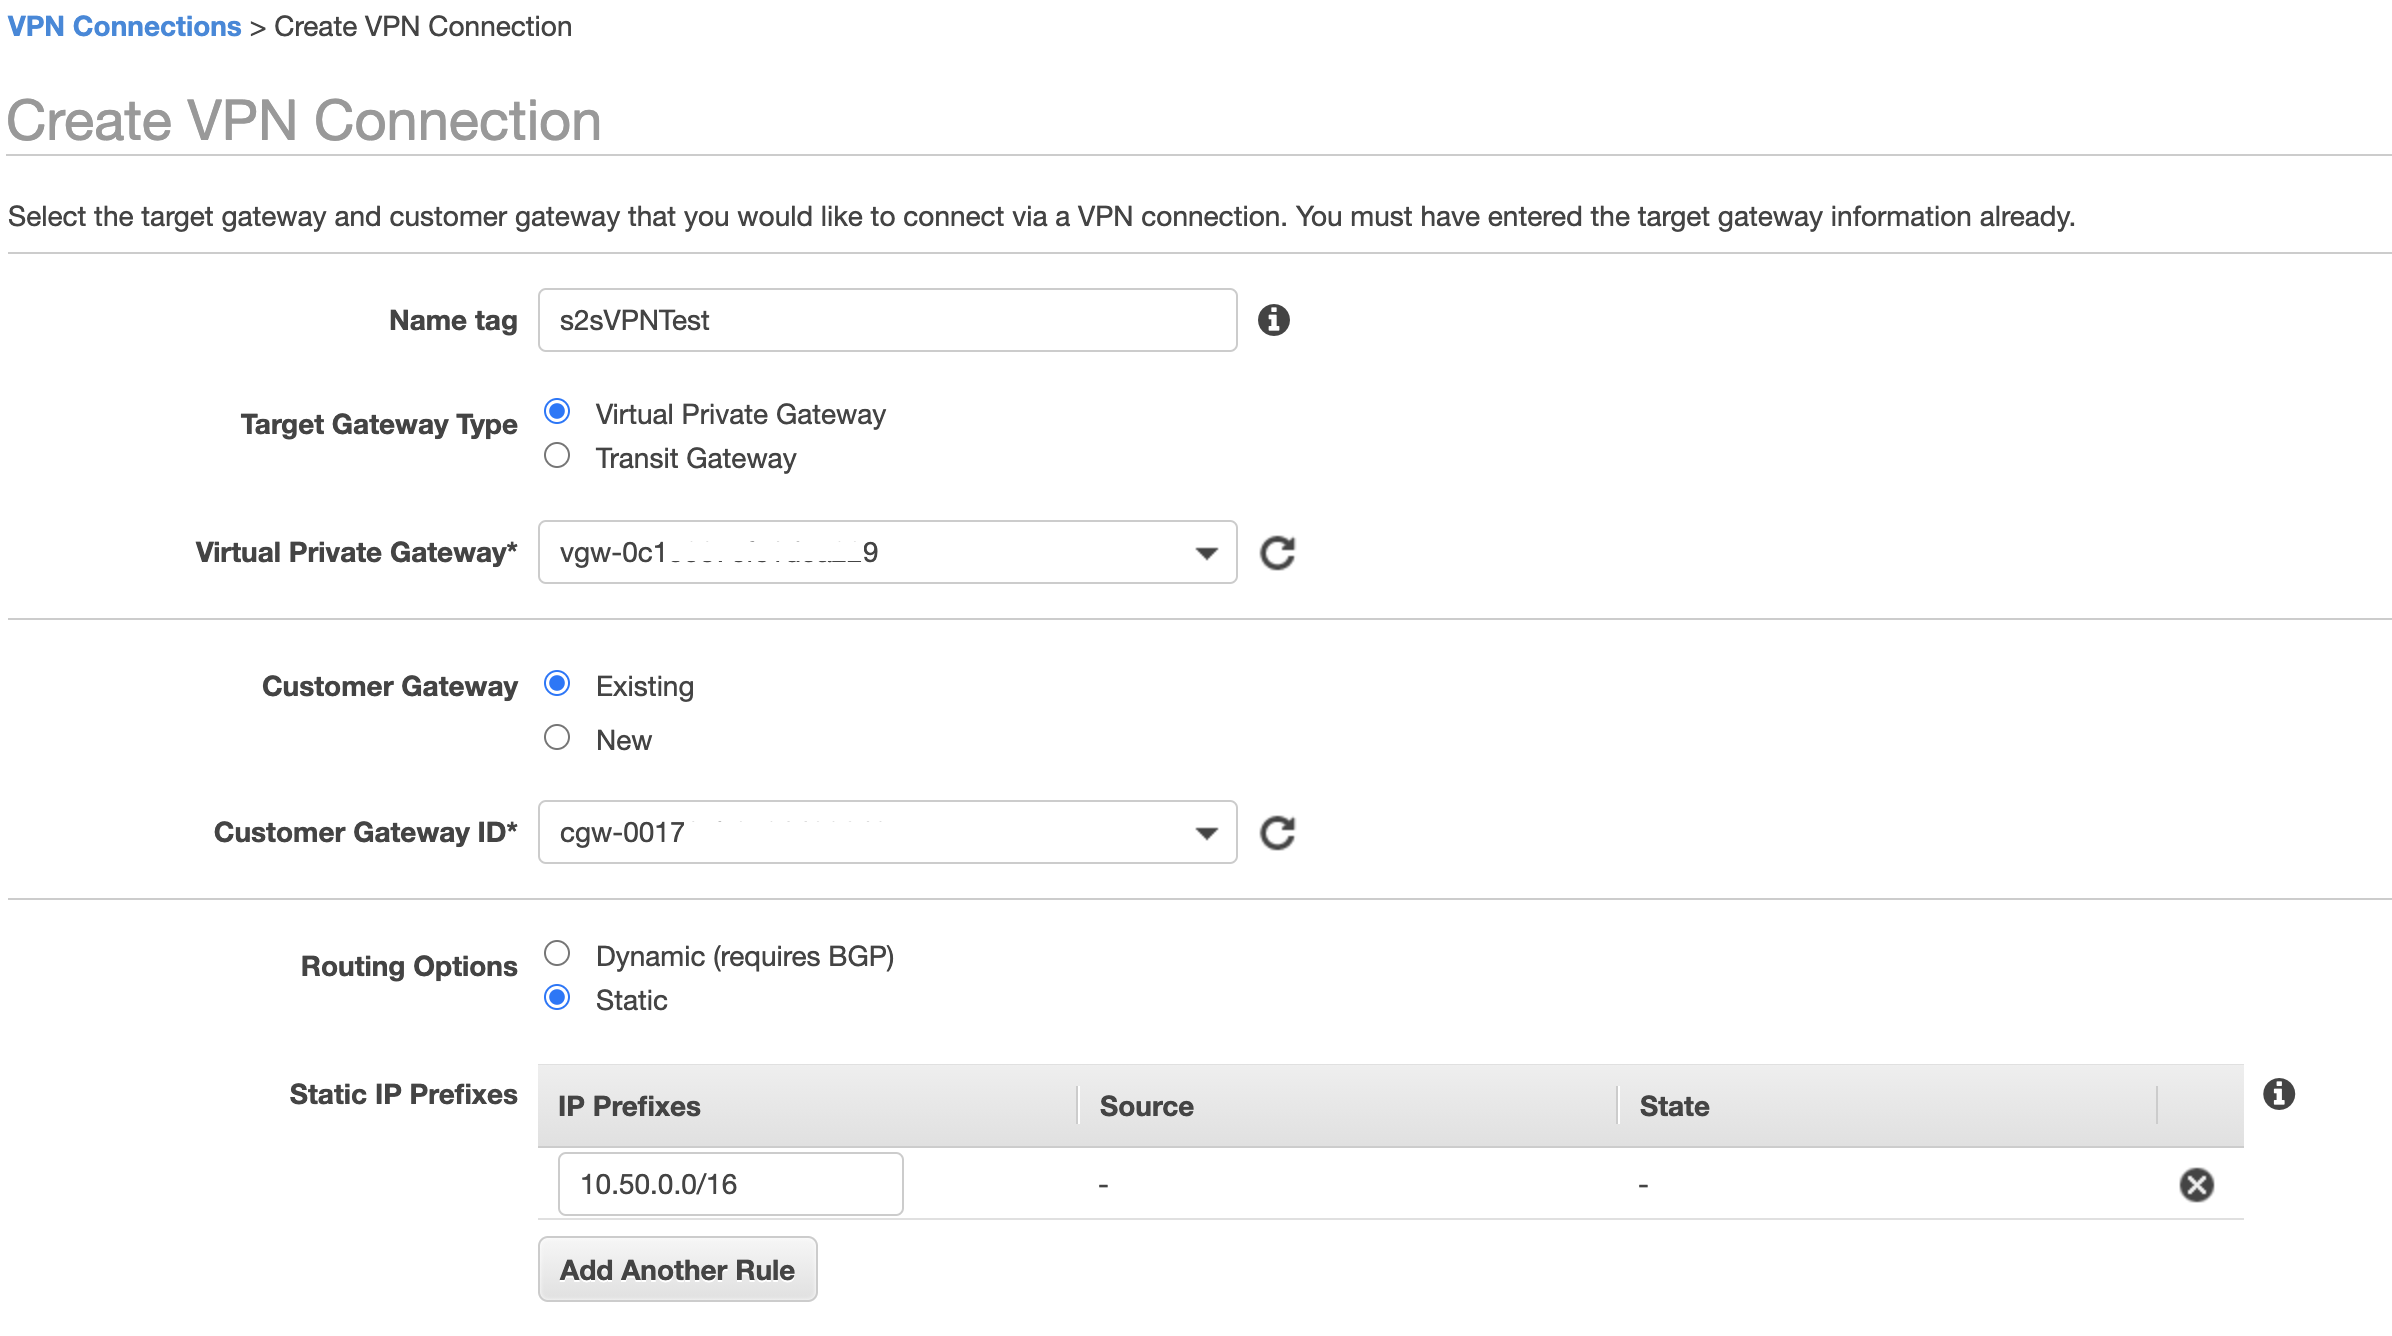 VPN Connections > Create VPN Connection
Create VPN Connection
Select the target gateway and customer gateway that you would like to connect via a VPN connection. You must have entered the target gateway information already.
Name tag s2sVPNTest
Target Gateway Type Virtual Private Gateway
Transit Gateway
Virtual Private Gateway* vgw-0c1 9
Customer Gateway Existing
New
Customer Gateway ID* cgw-0017
Routing Options Dynamic (requires BGP)
Static
Static IP Prefixes IP Prefixes Source State
10.50.0.0/16 - -
Add Another Rule